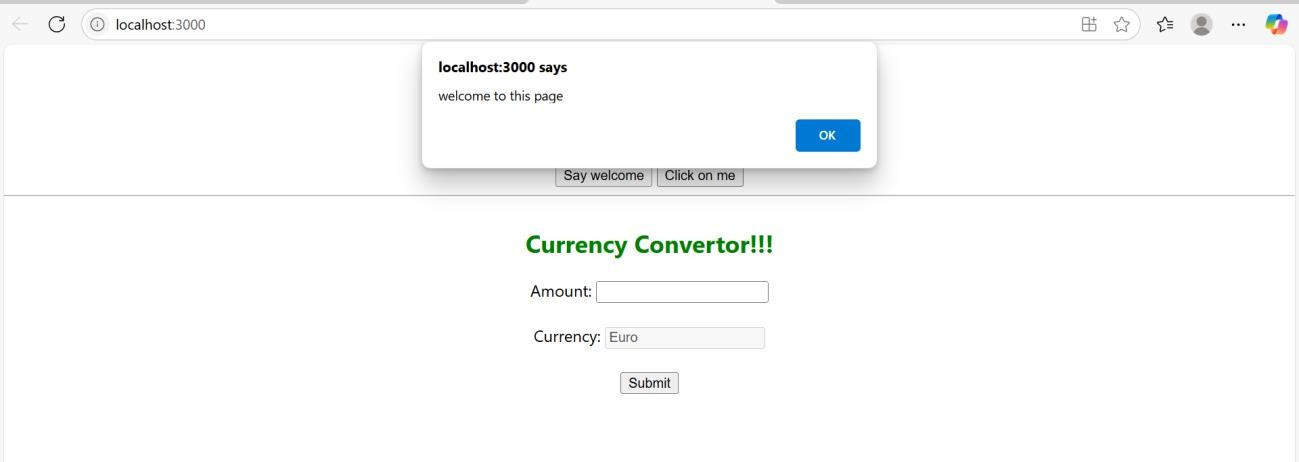 localhost:3000
localhost:3000 says
welcome to this page
OK
Say welcome Click on me
Currency Convertor!!!
Amount:
Currency: Euro
Submit